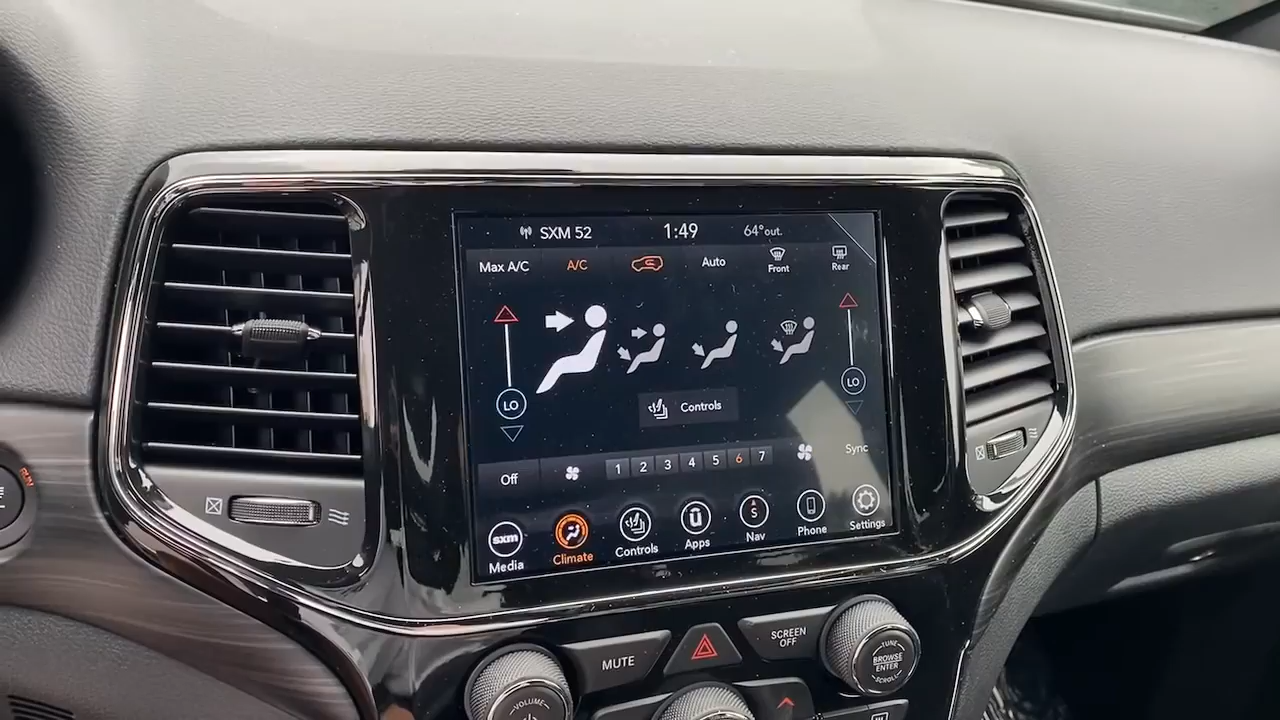 SXM 52 1:49 64°out.
Max A/C A/C Auto Front Rear
LO LO
Controls
Off 1 2 3 4 5 6 7 Sync
sxm S
Media Climate Controls Apps Nav Phone Settings
MUTE SCREEN OFF
TUNE
BROWSE
ENTER
SCROLL
VOLUME